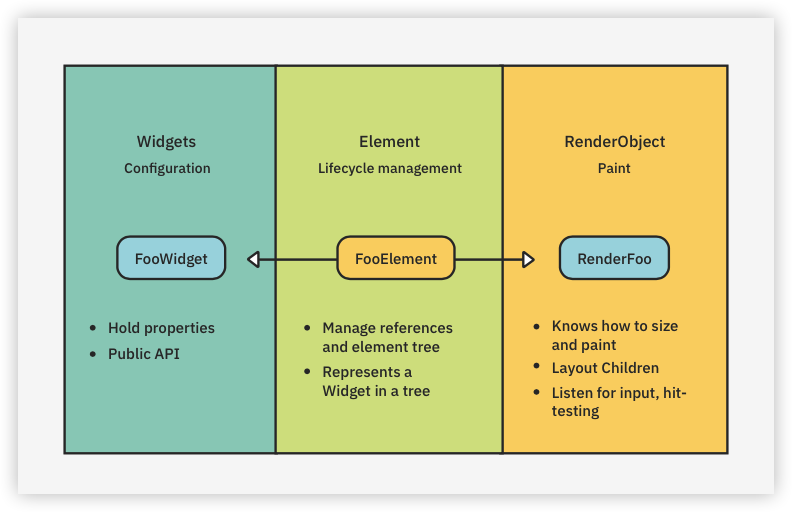 Widgets
Configuration
FooWidget
• Hold properties
• Public API
Element
Lifecycle management
FooElement
• Manage references
and element tree
• Represents a
Widget in a tree
RenderObject
Paint
RenderFoo
• Knows how to size
and paint
• Layout Children
• Listen for input, hit-
testing